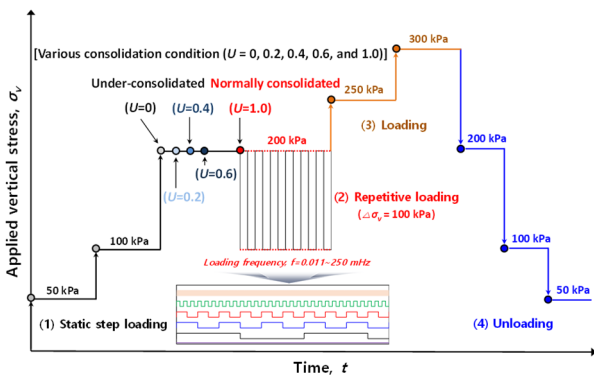 300 kPa
[Various consolidation condition (U = 0, 0.2, 0.4, 0.6, and 1.0)]
Under-consolidated Normally consolidated
250 kPa
(U=0) (U=0.4) (U=1.0)
(3) Loading
200 kPa
200 kPa
(U=0.6)
(U=0.2)
(2) Repetitive loading
(△σv = 100 kPa)
100 kPa
100 kPa
Loading frequency. f=0.011~250 mHz
50 kPa
50 kPa
(1) Static step loading
(4) Unloading
Applied vertical stress, σv
Time, t